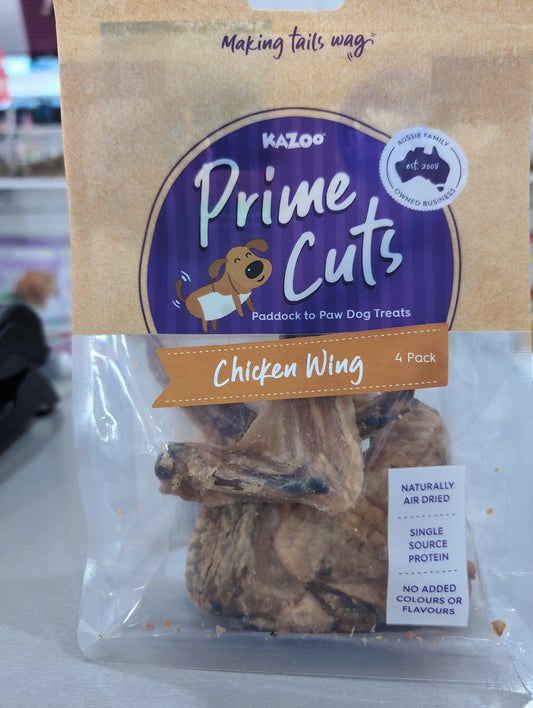 Making tails wag
KAZOO
AUSSIE FAMILY
est. 2008
OWNED BUSINESS
Prime
Cuts
Paddock to Paw Dog Treats
Chicken Wing
4 Pack
NATURALLY
AIR DRIED
SINGLE
SOURCE
PROTEIN
NO ADDED
COLOURS OR
FLAVOURS